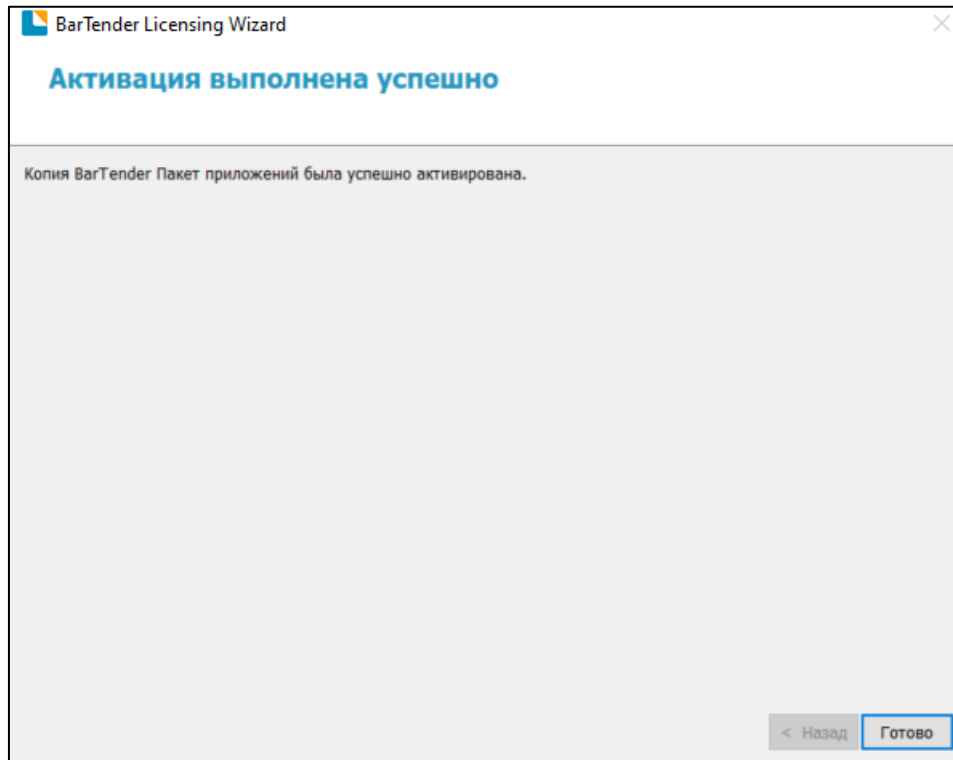 BarTender Licensing Wizard
Активация выполнена успешно
Копия BarTender Пакет приложений была успешно активирована.
< Назад Готово